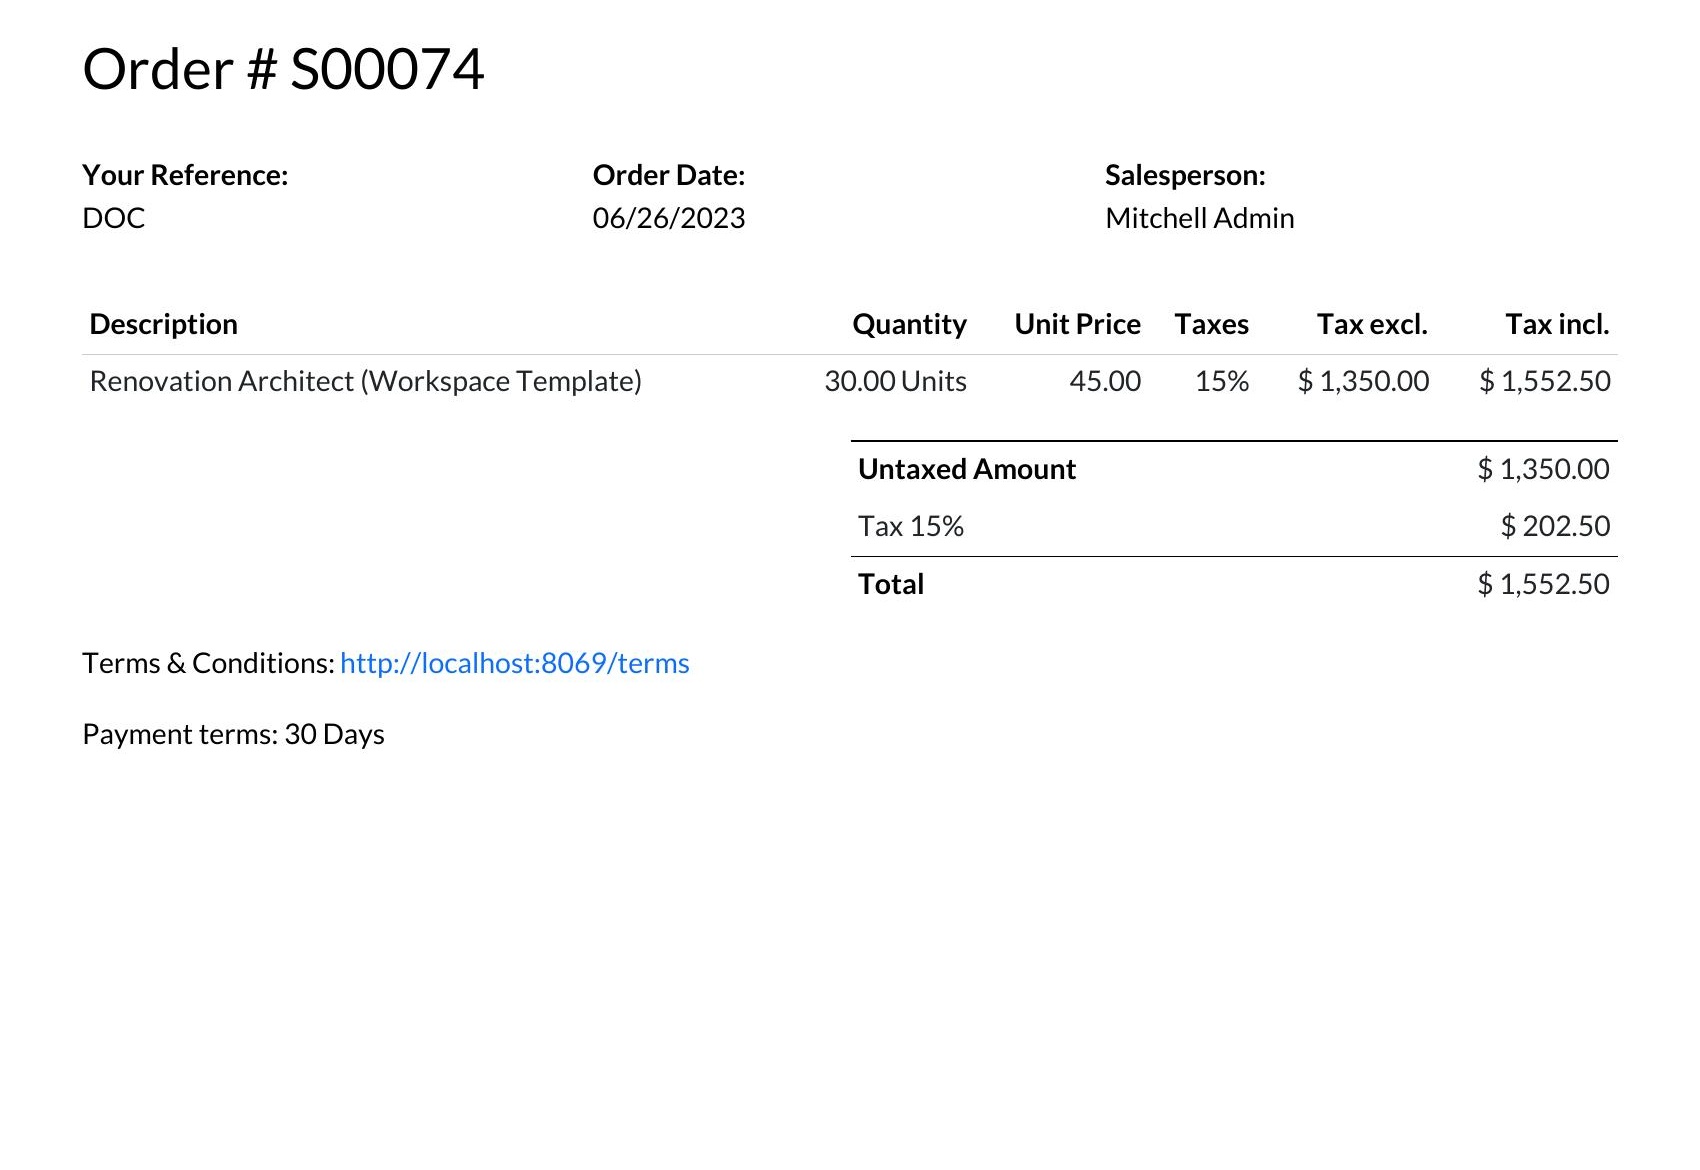 Order # S00074
Your Reference: Order Date: Salesperson:
DOC 06/26/2023 Mitchell Admin
Description Quantity Unit Price Taxes Tax excl. Tax incl.
Renovation Architect (Workspace Template) 30.00 Units 45.00 15% $ 1,350.00 $ 1,552.50
Untaxed Amount $ 1,350.00
Tax 15% $ 202.50
Total $ 1,552.50
Terms & Conditions: http://localhost:8069/terms
Payment terms: 30 Days